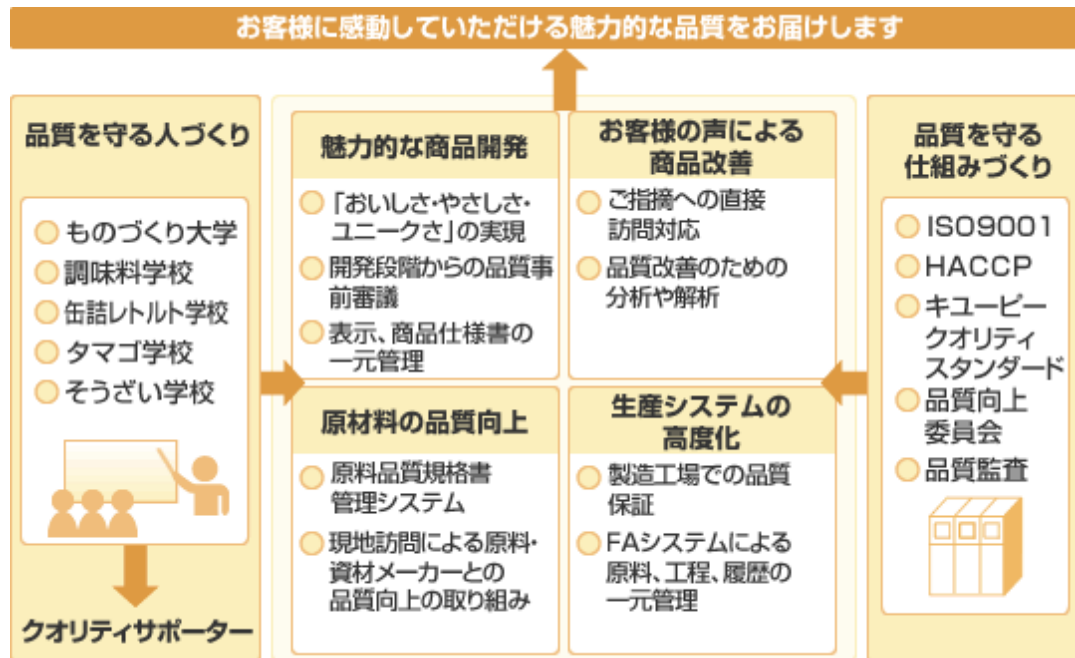 お客様に感動していただける魅力的な品質をお届けします
品質を守る人づくり
ものづくり大学
調味料学校
缶詰レトルト学校
タマゴ学校
そうざい学校
クオリティサポーター
魅力的な商品開発
「おいしさ・やさしさ・
ユニークさ」の実現
開発段階からの品質事
前審議
表示、商品仕様書の
一元管理
お客様の声による
商品改善
ご指摘への直接
訪問対応
品質改善のための
分析や解析
原材料の品質向上
原料品質規格書
管理システム
現地訪問による原料・
資材メーカーとの
品質向上の取り組み
生産システムの
高度化
製造工場での品質
保証
FAシステムによる
原料、工程、履歴の
一元管理
品質を守る
仕組みづくり
ISO9001
HACCP
キユーピー
クオリティ
スタンダード
品質向上
委員会
品質監査